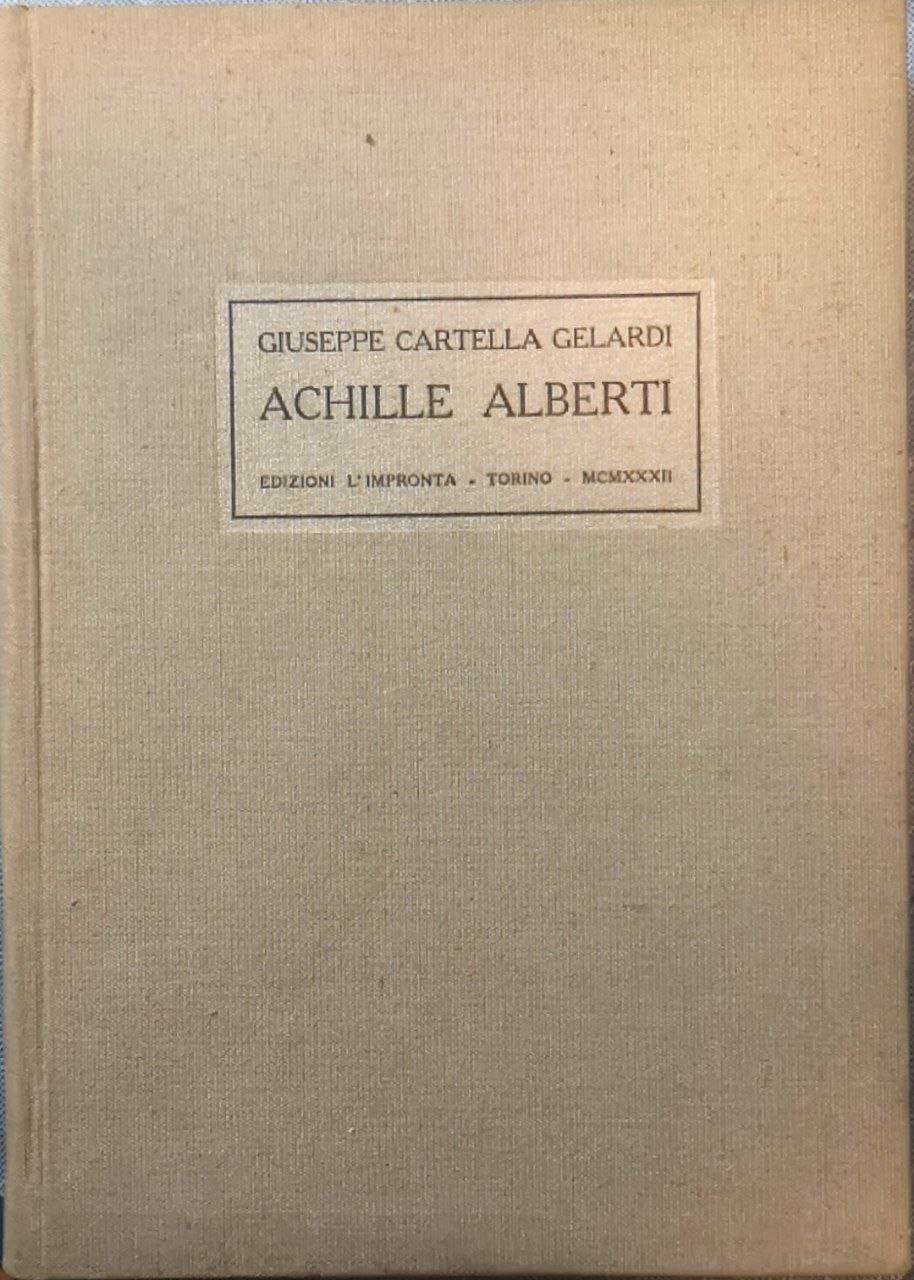 GIUSEPPE CARTELLA GELARDI
ACHILLE ALBERTI
EDIZIONI L'IMPRONTA - TORINO - MCMXXXII